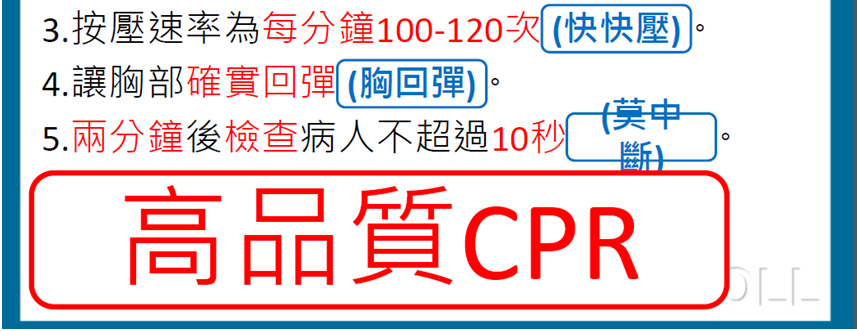 3.按壓速率為每分鐘100-120次(快快壓)。
4.讓胸部確實回彈(胸回彈)。
5.兩分鐘後檢查病人不超過10秒(莫中斷)。
高品質CPR